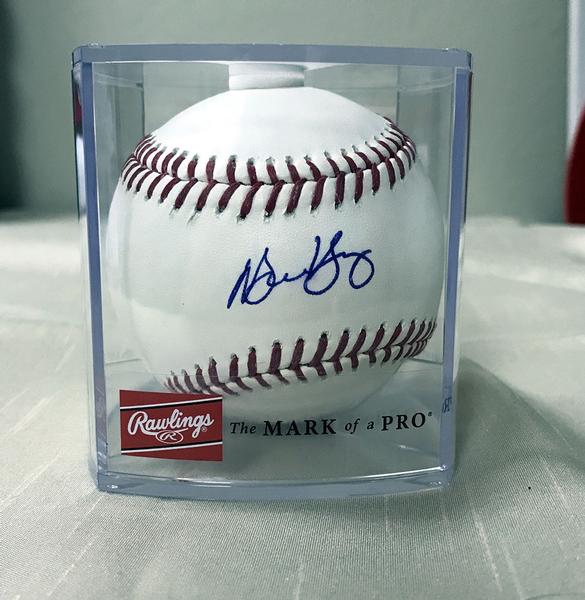 Rawlings®
R
The MARK of a PRO®